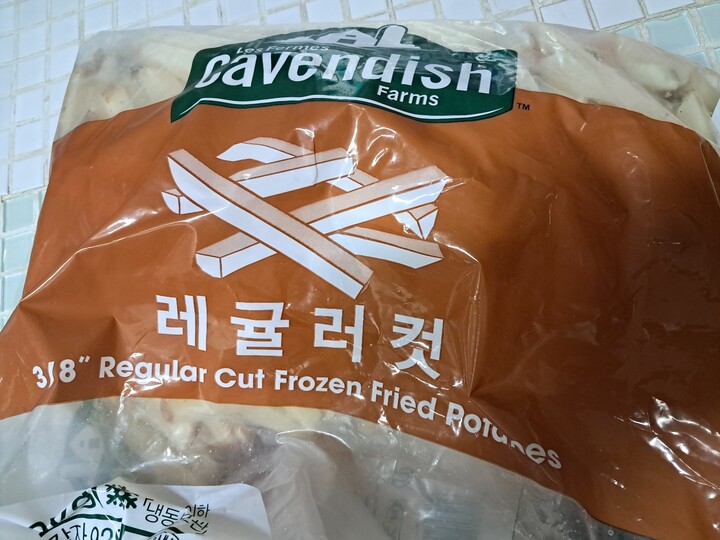 Les Fermes
Cavendish
Farms
TM
레귤러컷
3/8" Regular Cut Frozen Fried Potatoes
냉동